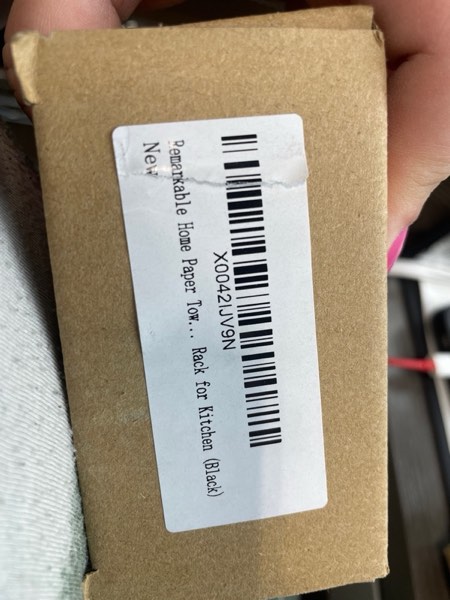 X0042IJV9N
Remarkable Home Paper Tow... Rack for Kitchen (Black)
New